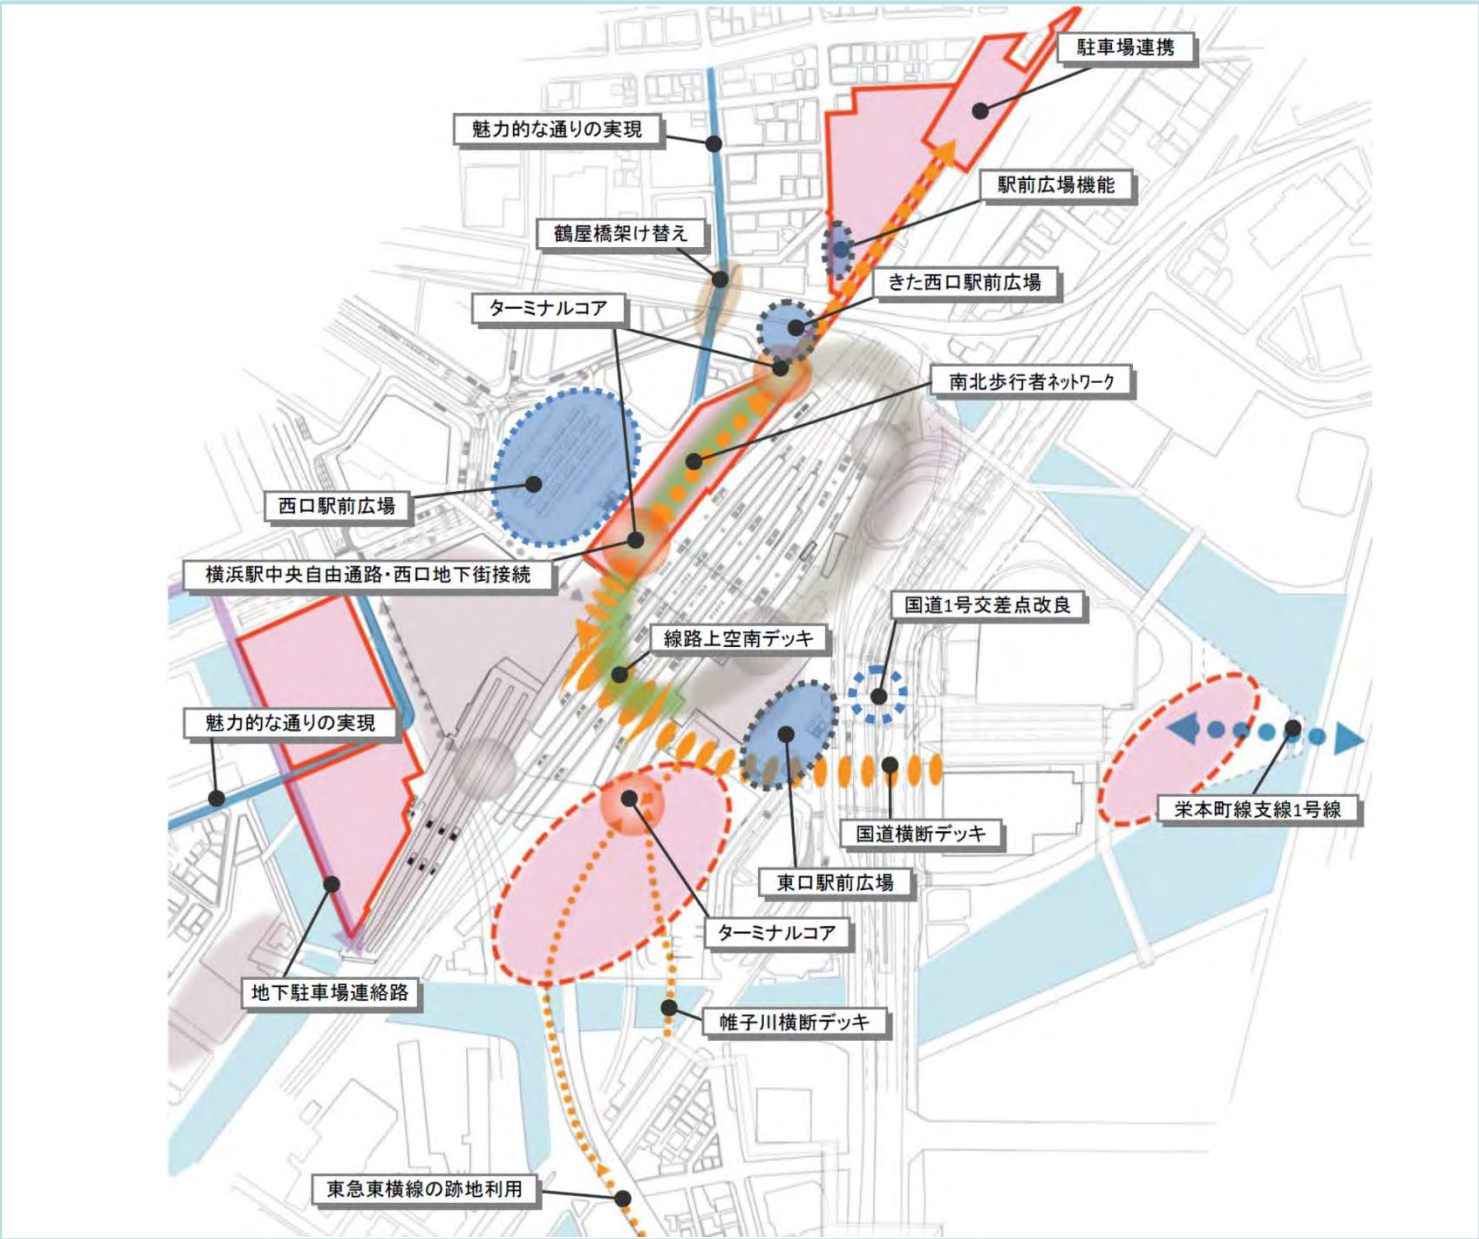 駐車場連携
魅力的な通りの実現
駅前広場機能
鶴屋橋架け替え
きた西口駅前広場
ターミナルコア
南北歩行者ネットワーク
西口駅前広場
横浜駅中央自由通路・西口地下街接続
国道1号交差点改良
線路上空南デッキ
魅力的な通りの実現
栄本町線支線1号線
国道横断デッキ
東口駅前広場
ターミナルコア
地下駐車場連絡路
帷子川横断デッキ
東急東横線の跡地利用